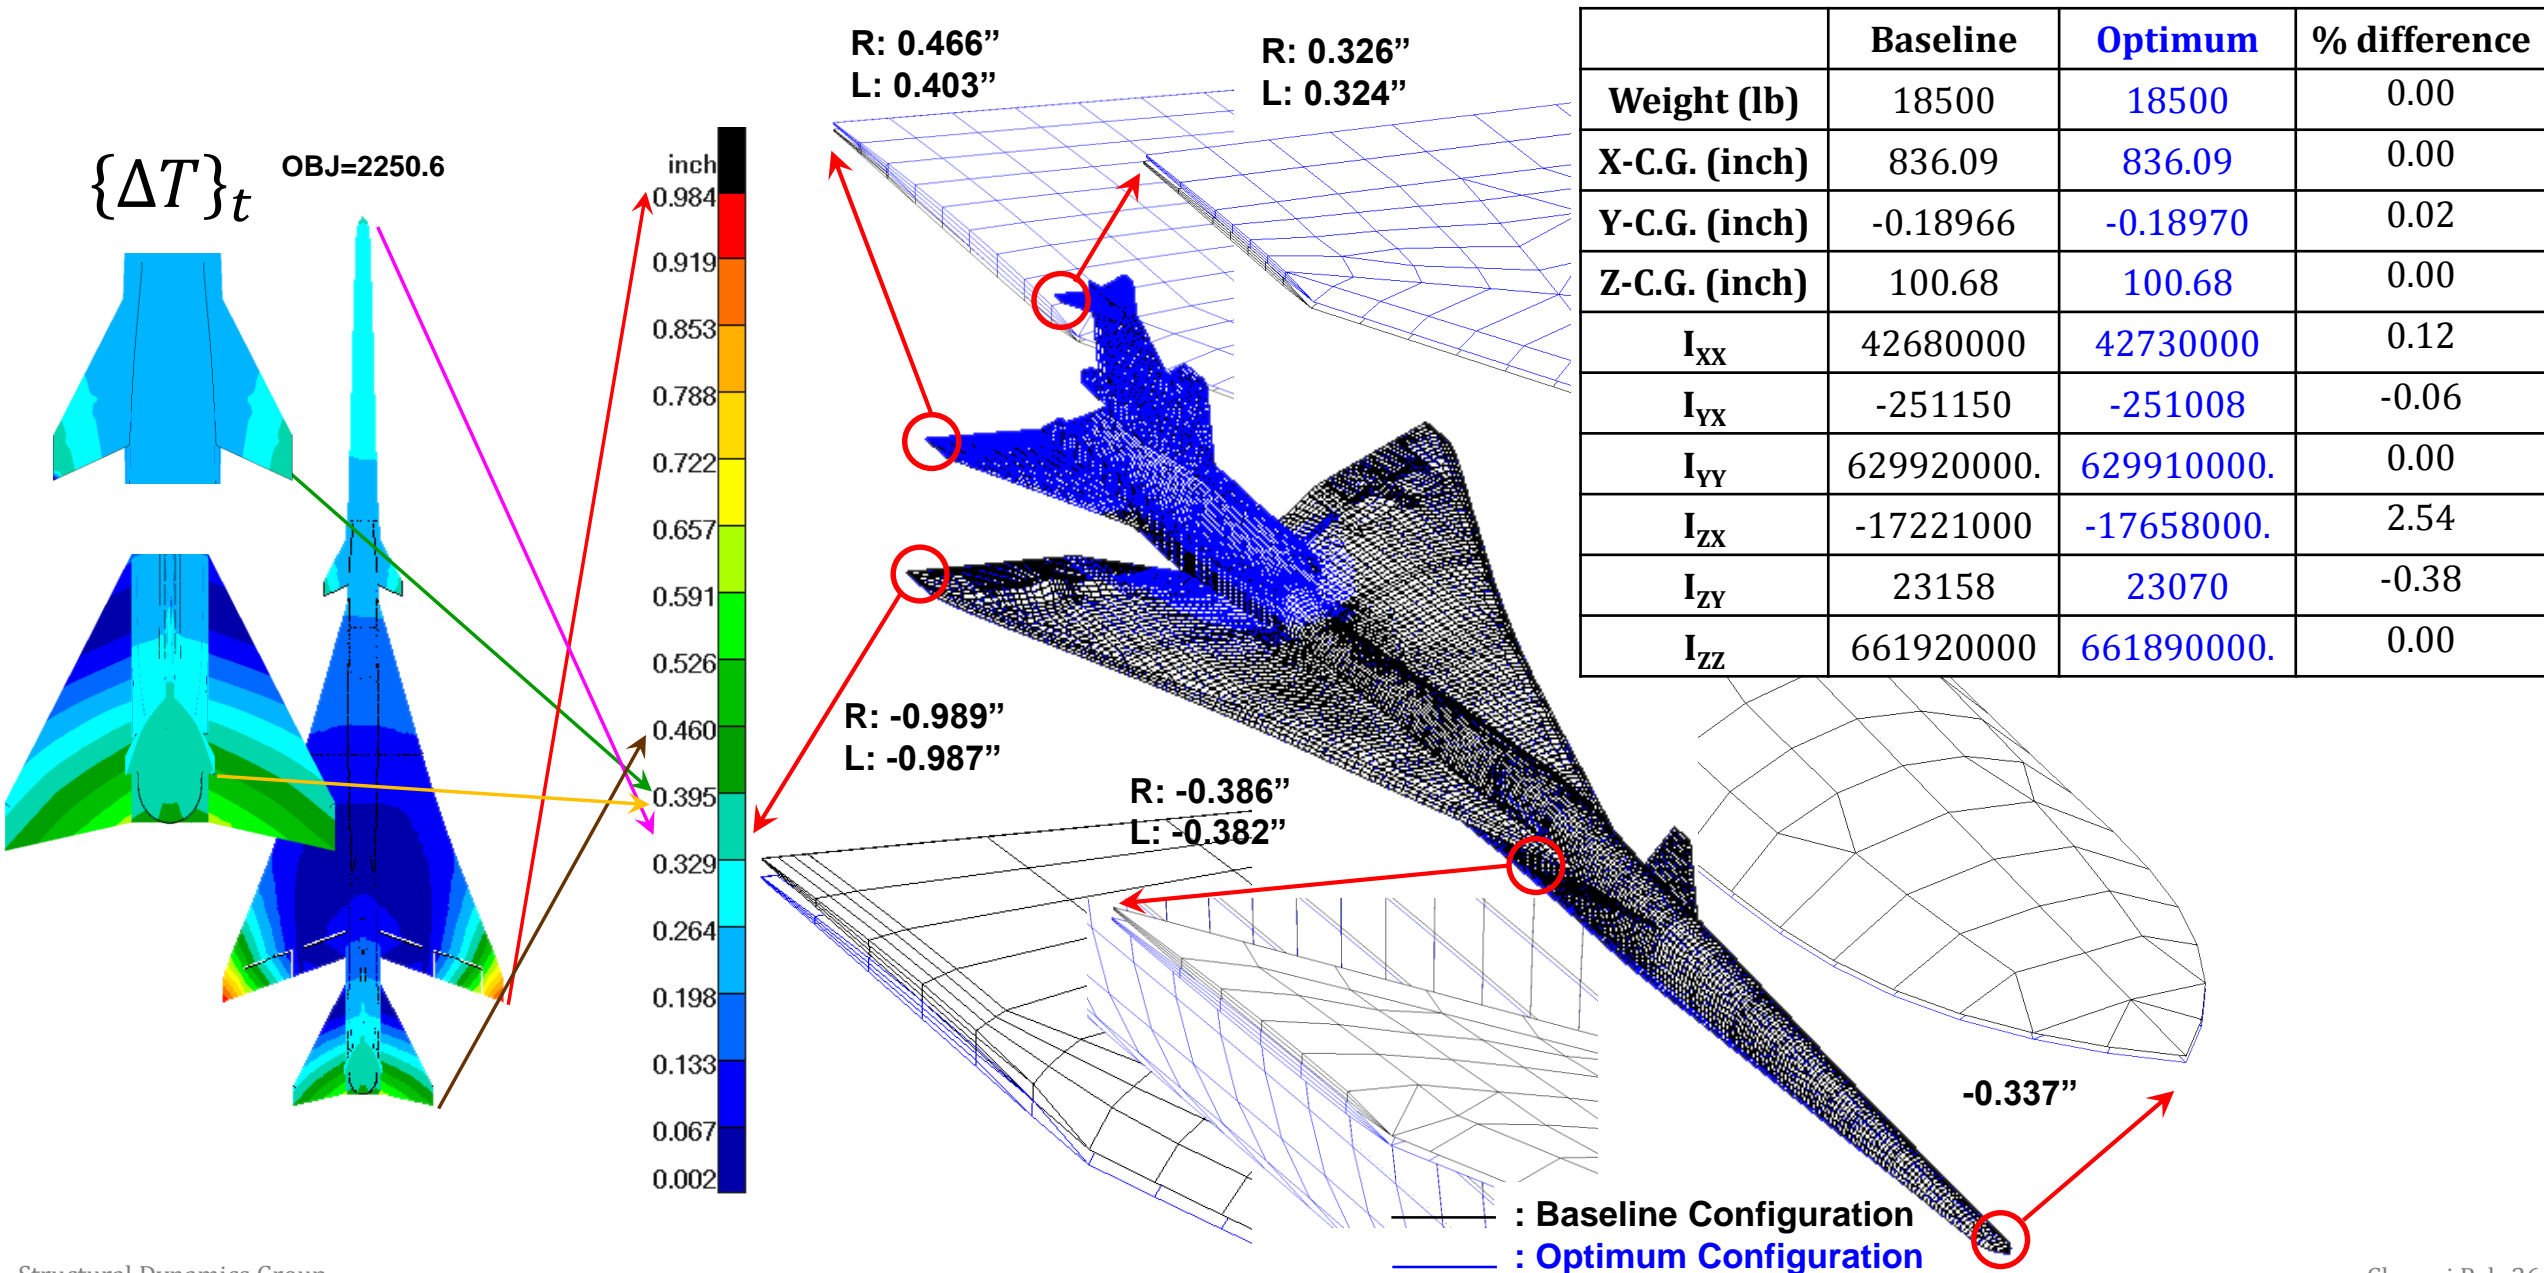 {ΔT}t
OBJ=2250.6
inch
0.984
0.919
0.853
0.788
0.722
0.657
0.591
0.526
0.460
0.395
0.329
0.264
0.198
0.133
0.067
0.002
R: 0.466”
L: 0.403”
R: 0.326”
L: 0.324”
R: -0.989”
L: -0.987”
R: -0.386”
L: -0.382”
-0.337”
Baseline Optimum % difference
Weight (lb) 18500 18500 0.00
X-C.G. (inch) 836.09 836.09 0.00
Y-C.G. (inch) -0.18966 -0.18970 0.02
Z-C.G. (inch) 100.68 100.68 0.00
IXX 42680000 42730000 0.12
IYX -251150 -251008 -0.06
IYY 629920000. 629910000. 0.00
IZX -17221000 -17658000. 2.54
IZY 23158 23070 -0.38
IZZ 661920000 661890000. 0.00
: Baseline Configuration
: Optimum Configuration
Structural Dynamics Group